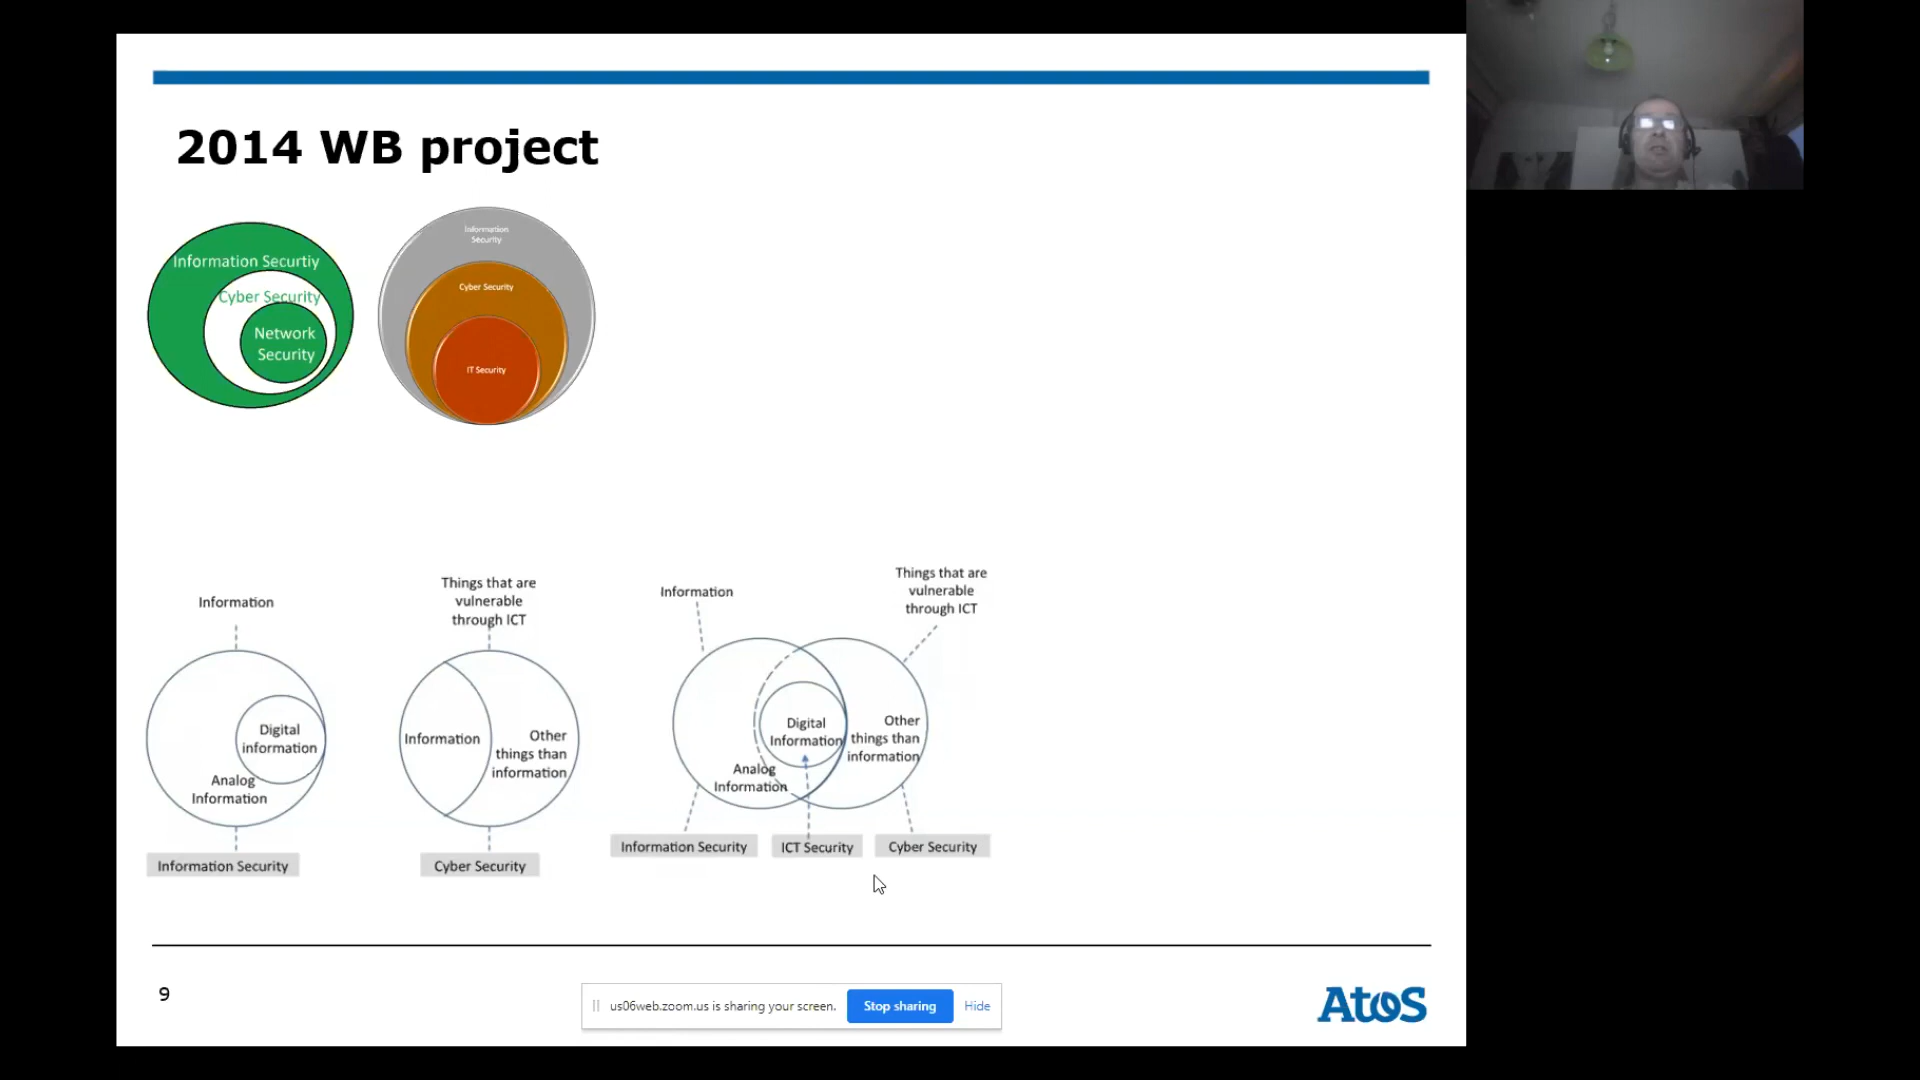 2014 WB project
Information Securtiy
Cyber Security
Network
Security
Information
Security
Cyber Security
IT Security
Information
Digital
information
Analog
Information
Information Security
Things that are
vulnerable
through ICT
Information
Other
things than
information
Cyber Security
Information
Things that are
vulnerable
through ICT
Digital
Information
Other
things than
information
Analog
Information
Information Security
ICT Security
Cyber Security
9
us06web.zoom.us is sharing your screen.
Stop sharing
Hide
Atos